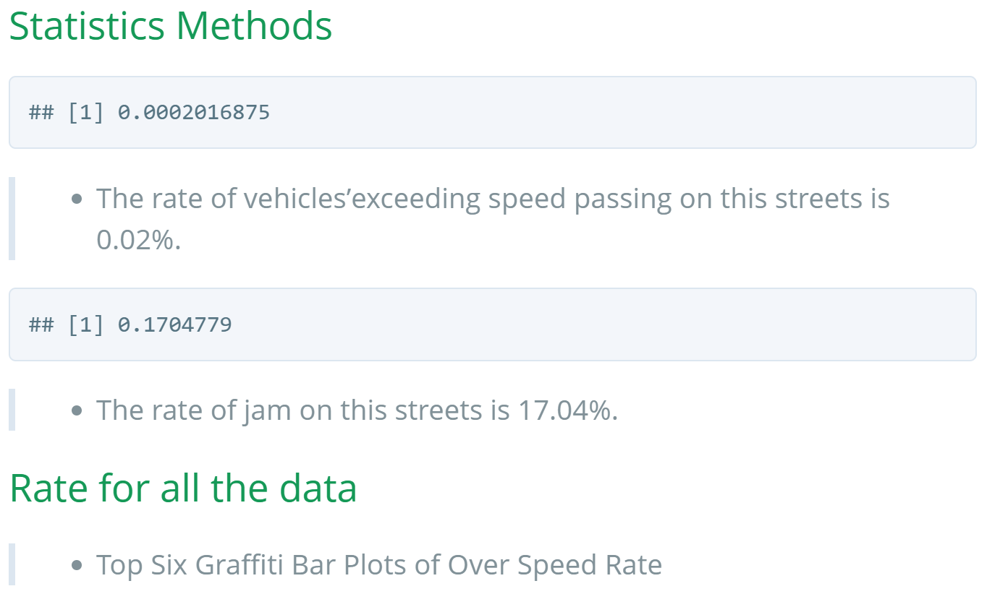 Statistics Methods
## [1] 0.0002016875
• The rate of vehicles’exceeding speed passing on this streets is
0.02%.
## [1] 0.1704779
• The rate of jam on this streets is 17.04%.
Rate for all the data
• Top Six Graffiti Bar Plots of Over Speed Rate